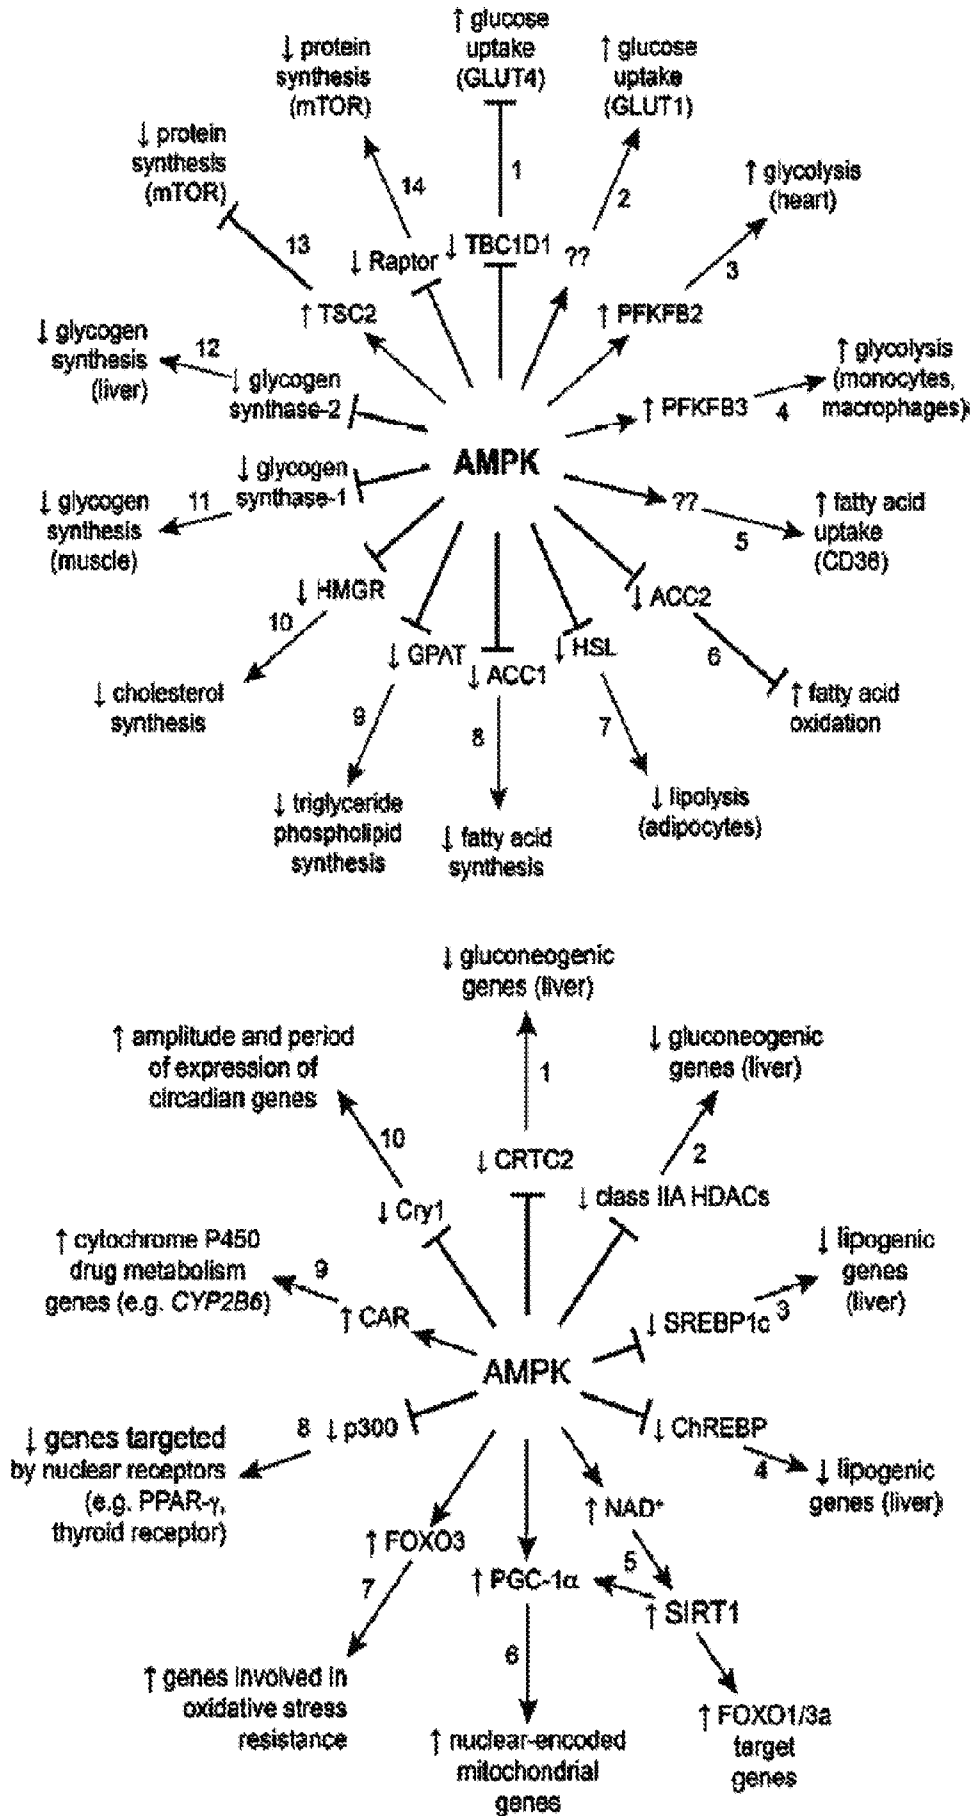 ↑ glucose
uptake
(GLUT4)
↓ protein
synthesis
(mTOR)
↑ glucose
uptake
(GLUT1)
↓ protein
synthesis
(mTOR)
↑ glycolysis
(heart)
14
1
2
13
3
↓ Raptor
↓ TBC1D1
??
↑ TSC2
↑ PFKFB2
↓ glycogen
synthesis
(liver)
12
↓ glycogen
synthase-2
↑ PFKFB3
4
↑ glycolysis
(monocytes,
macrophages)
AMPK
↓ glycogen
synthase-1
11
↓ glycogen
synthesis
(muscle)
??
5
↑ fatty acid
uptake
(CD36)
↓ HMGR
10
↓ cholesterol
synthesis
↓ GPAT
9
↓ triglyceride
phospholipid
synthesis
↓ ACC1
8
↓ fatty acid
synthesis
↓ HSL
7
↓ lipolysis
(adipocytes)
↓ ACC2
6
↑ fatty acid
oxidation
↓ gluconeogenic
genes (liver)
↑ amplitude and period
of expression of
circadian genes
↓ gluconeogenic
genes (liver)
1
10
2
↓ CRTC2
↓ Cry1
↓ class IIA HDACs
↑ cytochrome P450
drug metabolism
genes (e.g. CYP2B6)
9
↑ CAR
↓ SREBP1c
3
↓ lipogenic
genes
(liver)
AMPK
↓ genes targeted
by nuclear receptors
(e.g. PPAR-γ,
thyroid receptor)
8
↓ p300
↓ ChREBP
4
↓ lipogenic
genes (liver)
↑ FOXO3
7
↑ genes involved in
oxidative stress
resistance
↑ NAD⁺
5
↑ PGC-1α
↑ SIRT1
6
↑ nuclear-encoded
mitochondrial
genes
↑ FOXO1/3a
target
genes